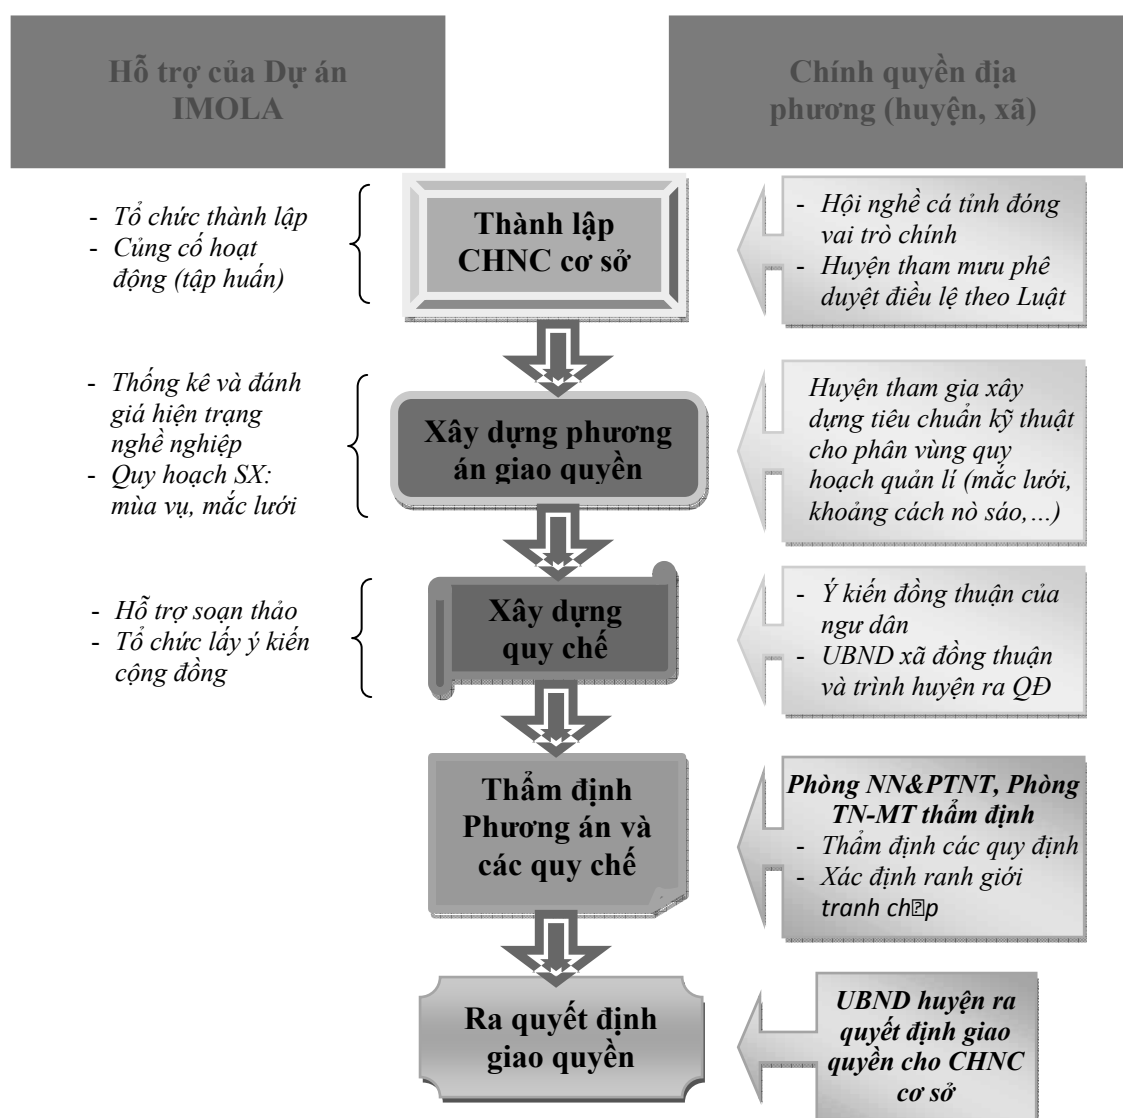 Hỗ trợ của Dự án
IMOLA
Chính quyền địa
phương (huyện, xã)
- Tổ chức thành lập
- Củng cố hoạt
động (tập huấn)
Thành lập
CHNC cơ sở
- Hội nghề cá tỉnh đóng
vai trò chính
- Huyện tham mưu phê
duyệt điều lệ theo Luật
- Thống kê và đánh
giá hiện trạng
nghề nghiệp
- Quy hoạch SX:
mùa vụ, mắc lưới
Xây dựng phương
án giao quyền
Huyện tham gia xây
dựng tiêu chuẩn kỹ thuật
cho phân vùng quy
hoạch quản lí (mắc lưới,
khoảng cách nò sáo,...)
- Hỗ trợ soạn thảo
- Tổ chức lấy ý kiến
cộng đồng
Xây dựng
quy chế
- Ý kiến đồng thuận của
ngư dân
- UBND xã đồng thuận
và trình huyện ra QĐ
Thẩm định
Phương án và
các quy chế
Phòng NN&PTNT, Phòng
TN-MT thẩm định
- Thẩm định các quy định
- Xác định ranh giới
tranh
Ra quyết định
giao quyền
UBND huyện ra
quyết định giao
quyền cho CHNC
cơ sở